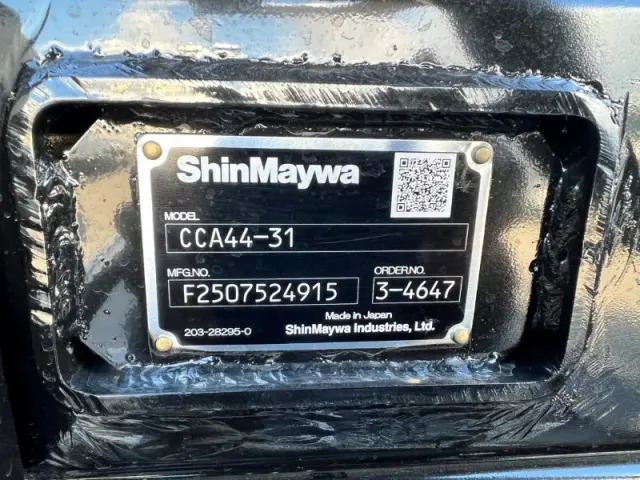 ShinMaywa
MODEL
CCA44-31
MFG.NO. ORDER.NO.
F2507524915 3-4647
Made in Japan
203-28295-0 ShinMaywa Industries, Ltd.